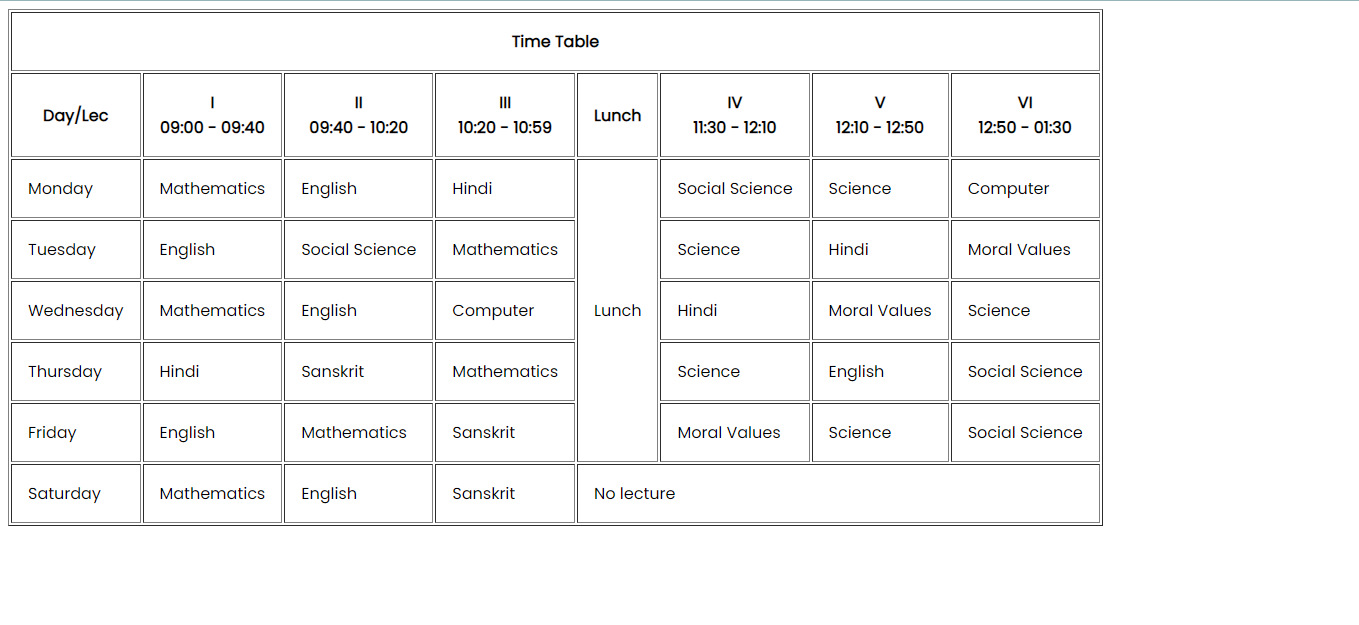 Time Table
Day/Lec I II III Lunch IV V VI
09:00 - 09:40 09:40 - 10:20 10:20 - 10:59 11:30 - 12:10 12:10 - 12:50 12:50 - 01:30
Monday Mathematics English Hindi Social Science Science Computer
Tuesday English Social Science Mathematics Science Hindi Moral Values
Wednesday Mathematics English Computer Lunch Hindi Moral Values Science
Thursday Hindi Sanskrit Mathematics Science English Social Science
Friday English Mathematics Sanskrit Moral Values Science Social Science
Saturday Mathematics English Sanskrit No lecture